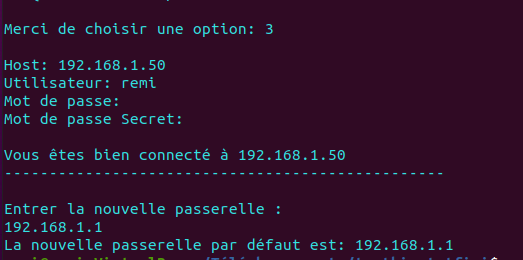 Merci de choisir une option: 3
Host: 192.168.1.50
Utilisateur: remi
Mot de passe:
Mot de passe Secret:
Vous êtes bien connecté à 192.168.1.50
-------------------------------------------------
Entrer la nouvelle passerelle :
192.168.1.1
La nouvelle passerelle par défaut est: 192.168.1.1